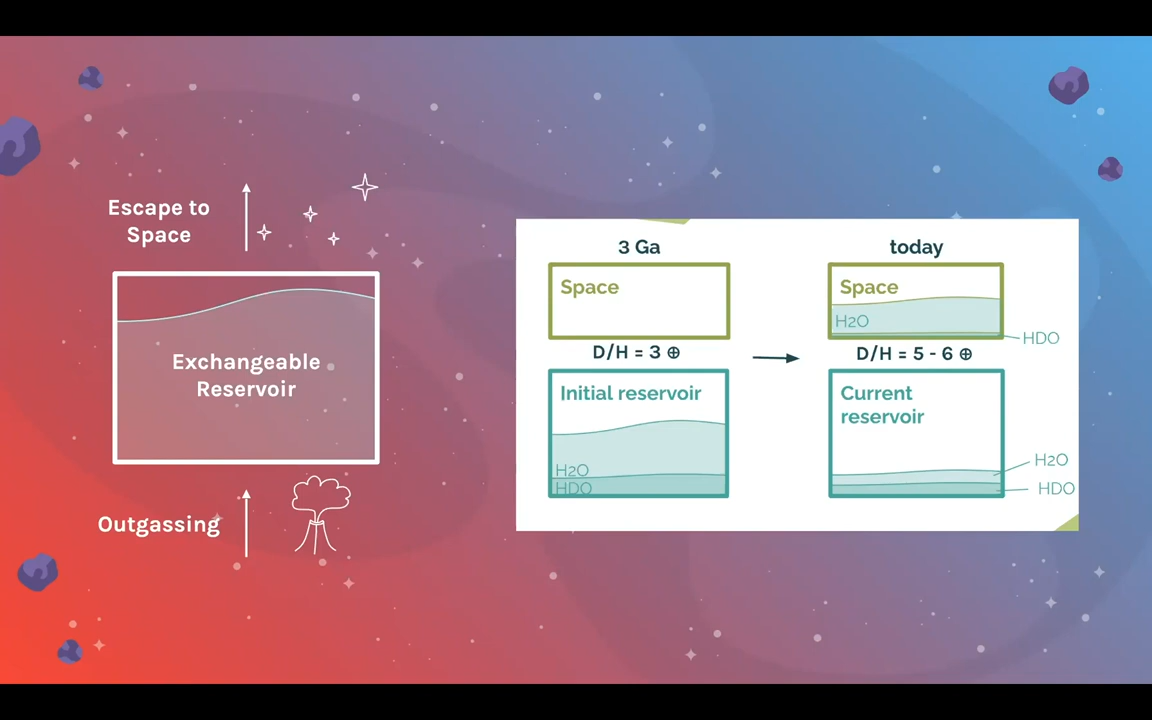 Escape to
Space
Exchangeable
Reservoir
Outgassing
3 Ga
Space
D/H = 3 ⊕
Initial reservoir
H2O
HDO
today
Space
H2O
HDO
D/H = 5 - 6 ⊕
Current
reservoir
H2O
HDO